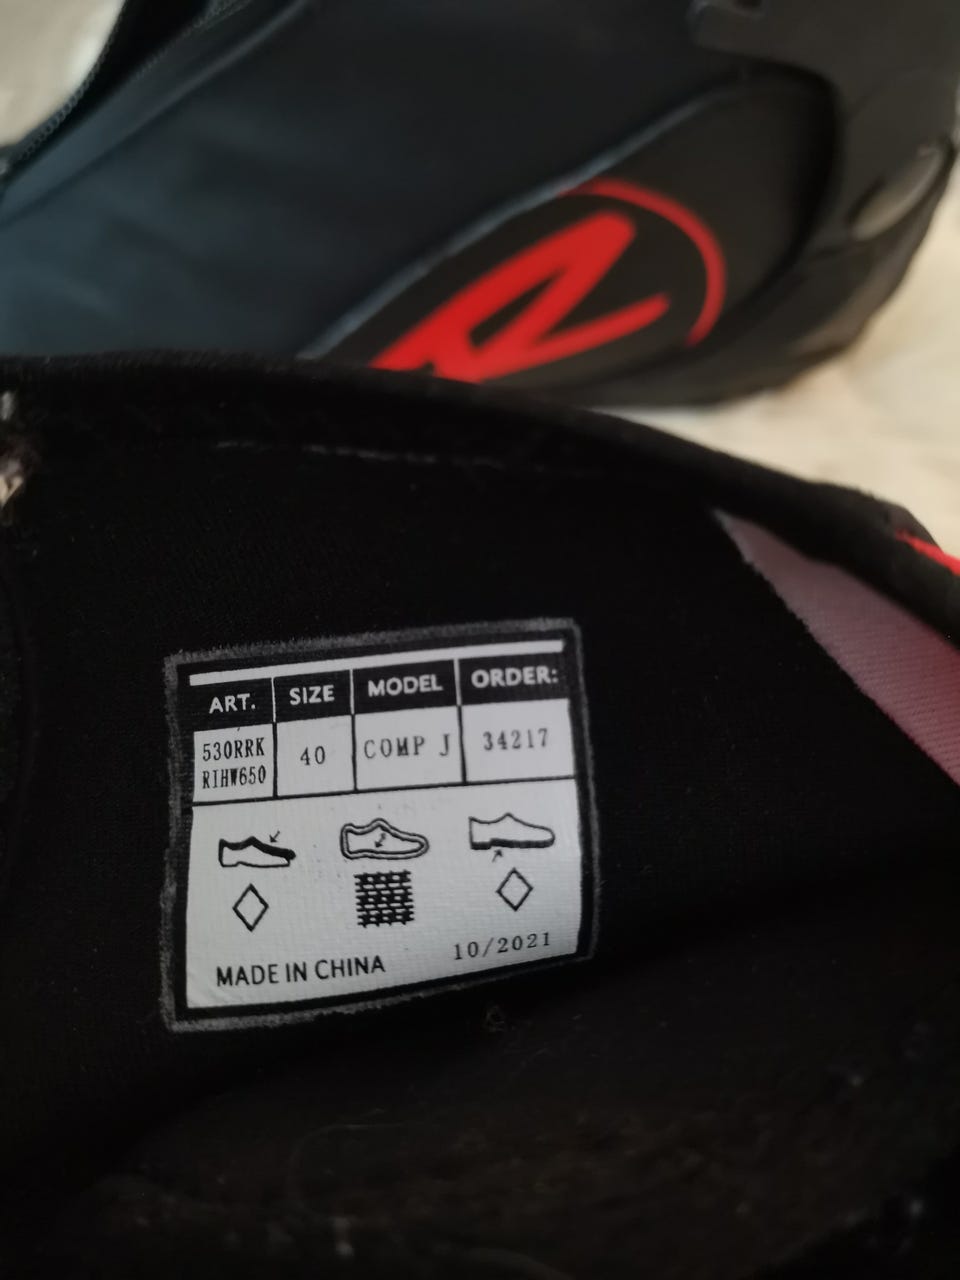 ART. SIZE MODEL ORDER:
530RRK 40 COMP J 34217
RIHW650
10/2021
MADE IN CHINA